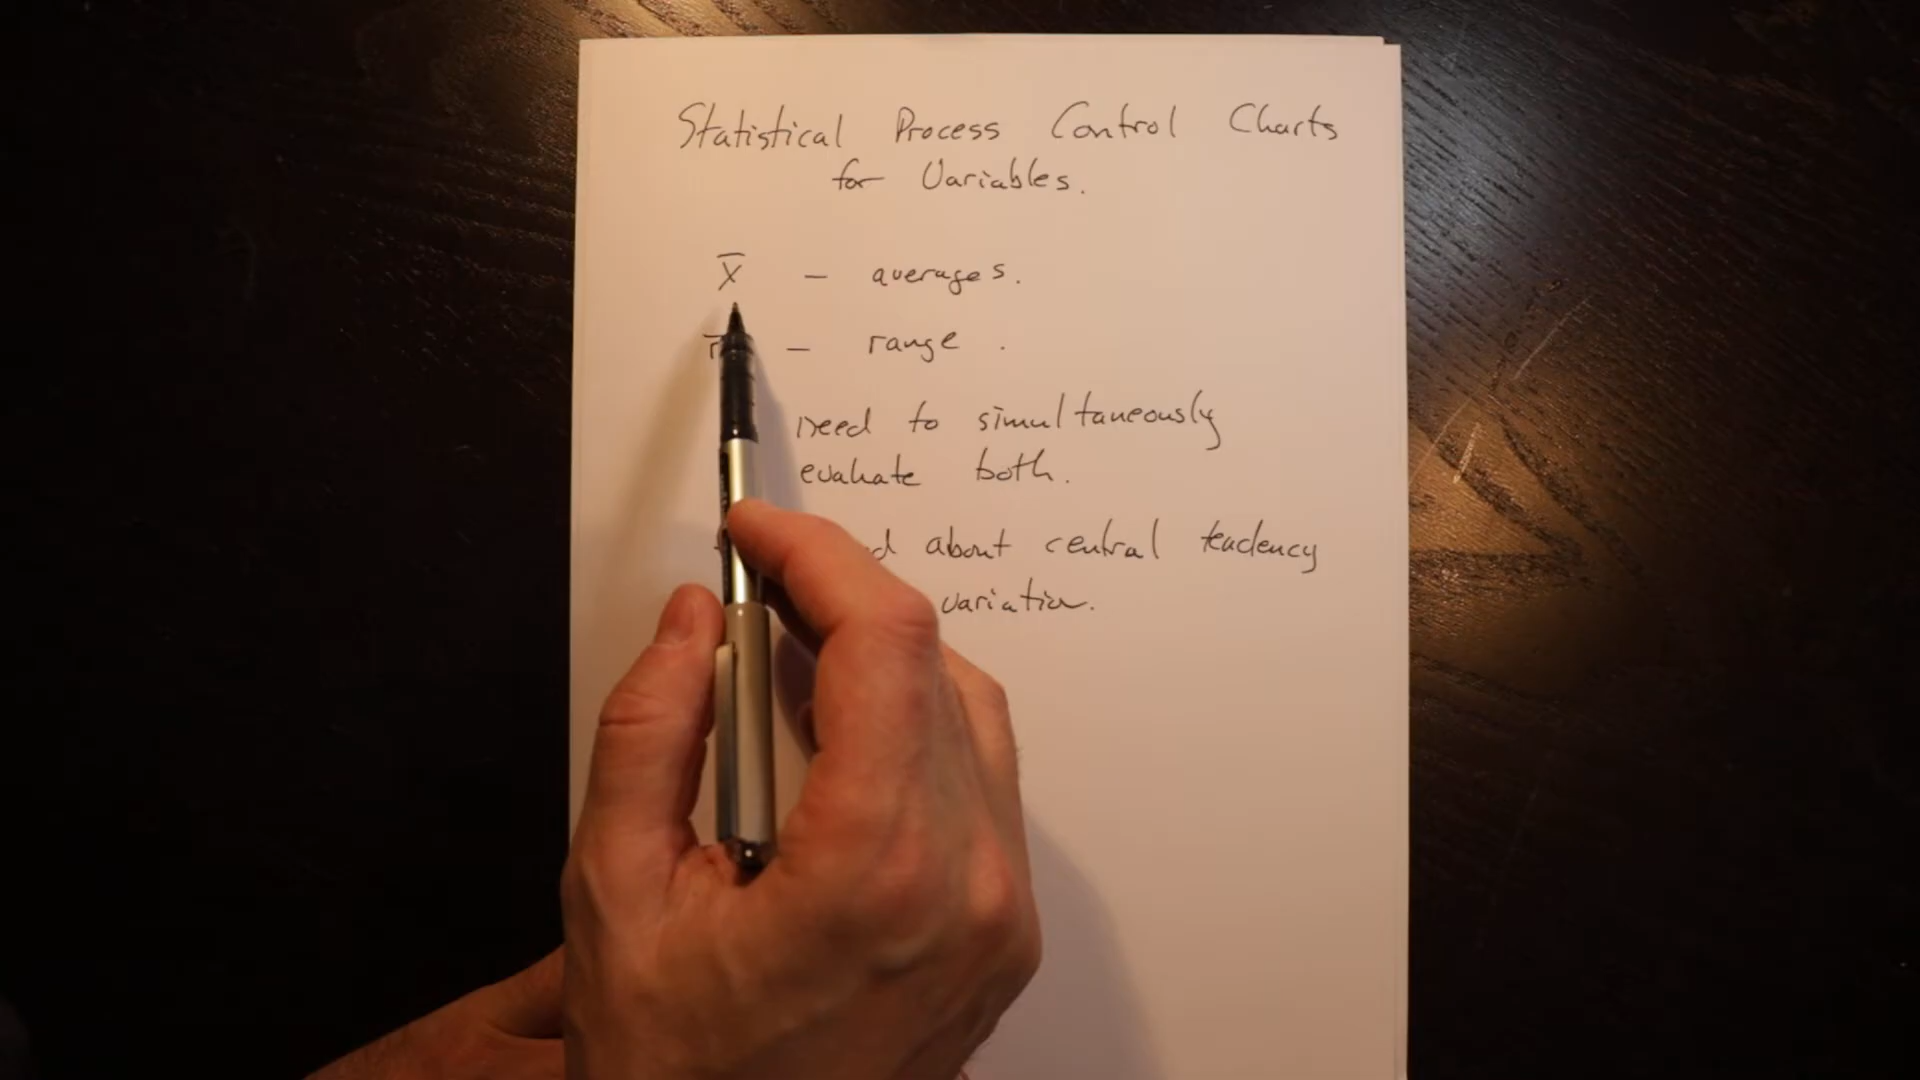 Statistical Process Control Charts
for Variables.
X̅ — averages.
r̅ — range .
need to simultaneously
evaluate both.
about central tendency
variation.